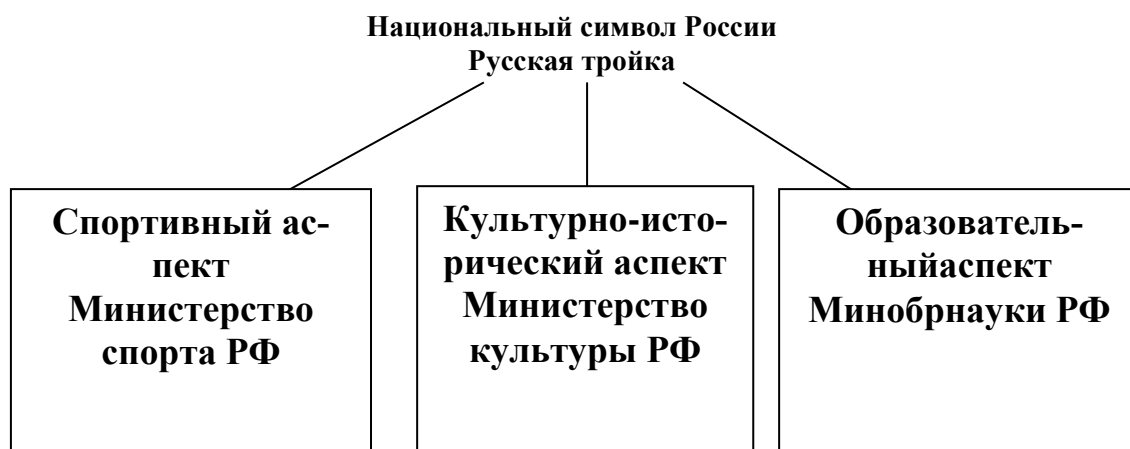 Национальный символ России
Русская тройка
Спортивный ас-
пект
Министерство
спорта РФ
Культурно-исто-
рический аспект
Министерство
культуры РФ
Образователь-
ныйаспект
Минобрнауки РФ